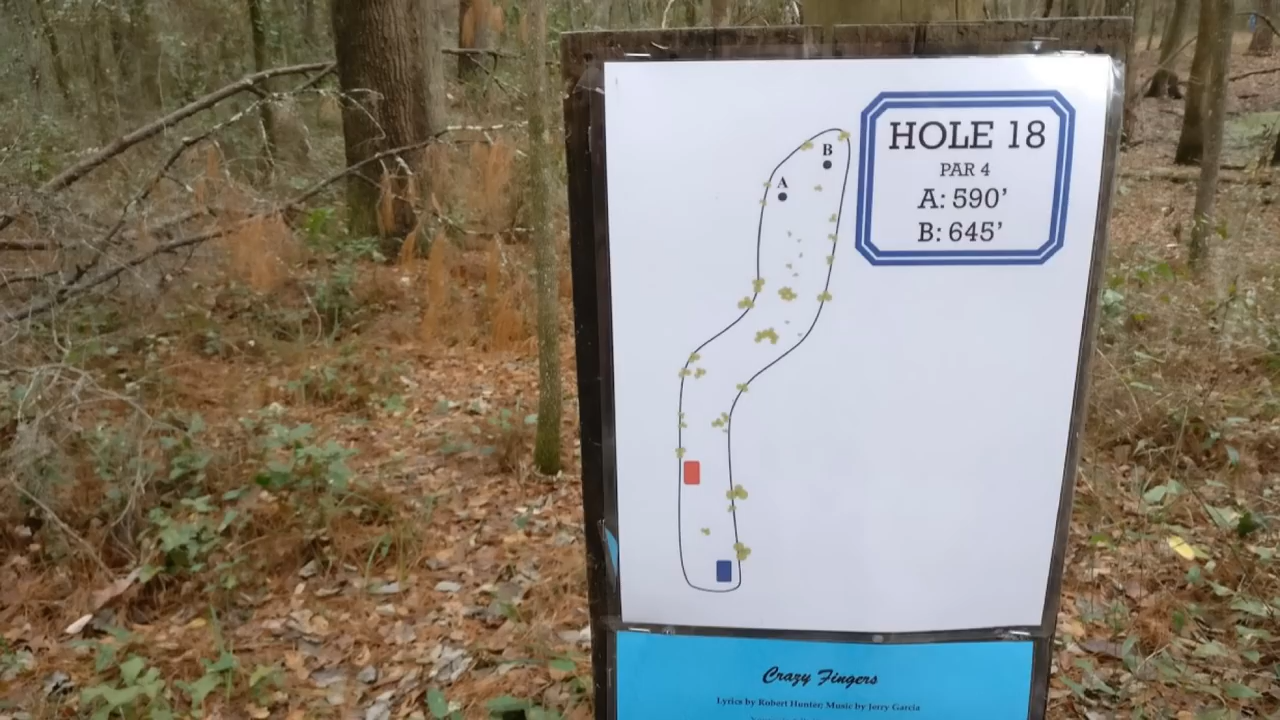 HOLE 18
PAR 4
A: 590'
B: 645'
B
A
Crazy Fingers
Lyrics by Robert Hunter; Music by Jerry Garcia